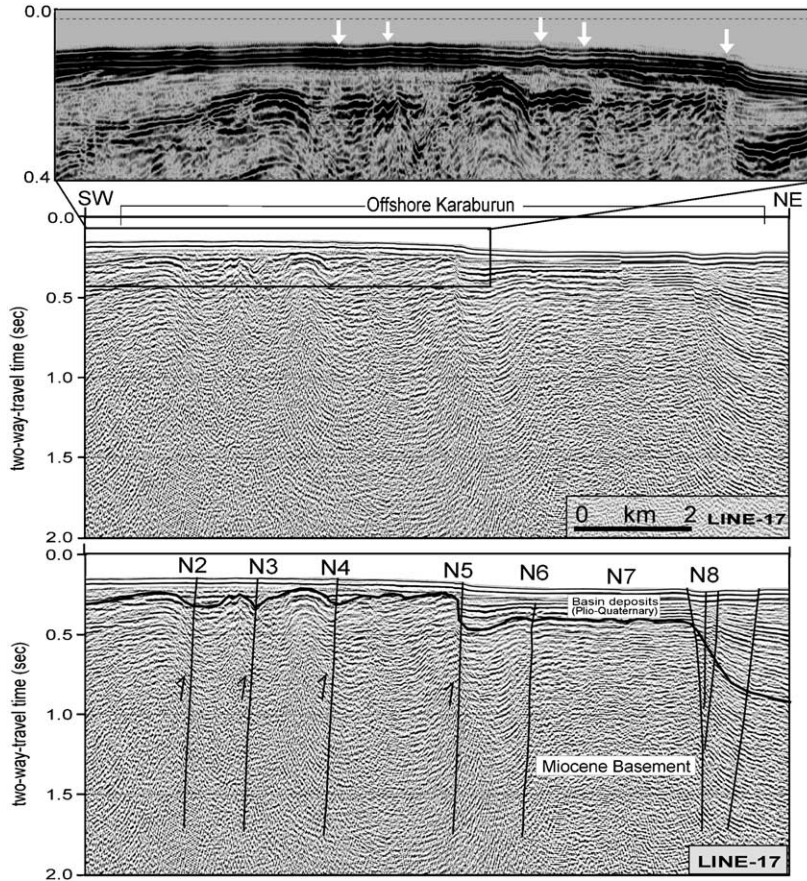 0.0
0.4
SW
NE
Offshore Karaburun
0.0
0.5
1.0
1.5
2.0
two-way-travel time (sec)
0 km 2 LINE-17
0.0
0.5
1.0
1.5
2.0
two-way-travel time (sec)
N2 N3 N4 N5 N6 N7 N8
Basin deposits
(Plio-Quaternary)
Miocene Basement
LINE-17